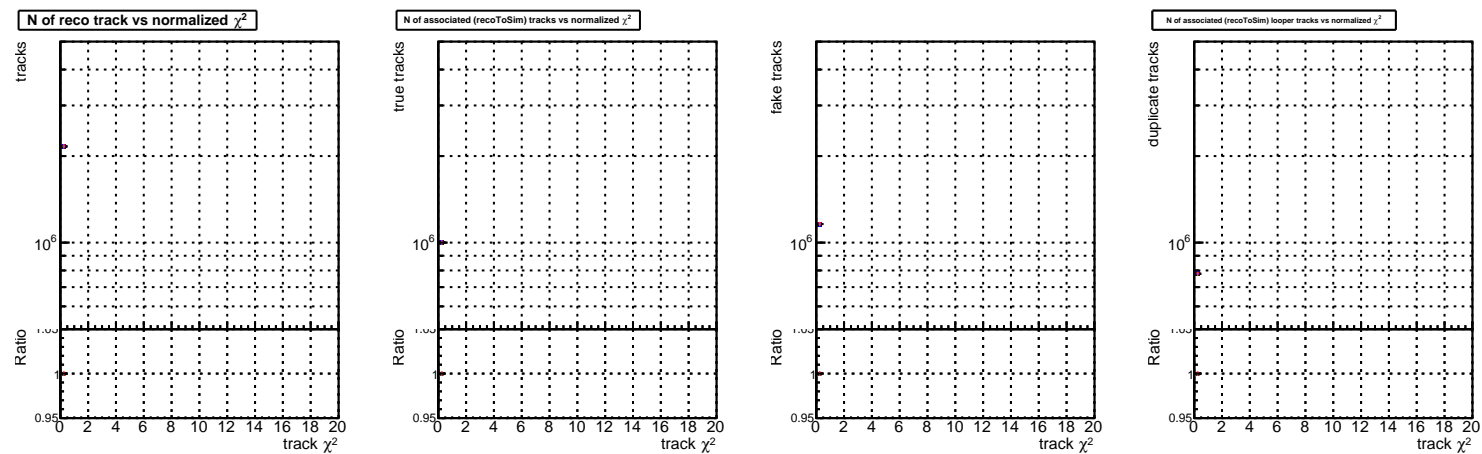 N of reco track vs normalized χ²
tracks
10⁶
Ratio
1.05
1
0.95
0 2 4 6 8 10 12 14 16 18 20
track χ²
N of associated (recoToSim) tracks vs normalized χ²
true tracks
10⁶
Ratio
1.05
1
0.95
0 2 4 6 8 10 12 14 16 18 20
track χ²
fake tracks
10⁶
Ratio
1.05
1
0.95
0 2 4 6 8 10 12 14 16 18 20
track χ²
N of associated (recoToSim) looper tracks vs normalized χ²
duplicate tracks
10⁶
Ratio
1.05
1
0.95
0 2 4 6 8 10 12 14 16 18 20
track χ²